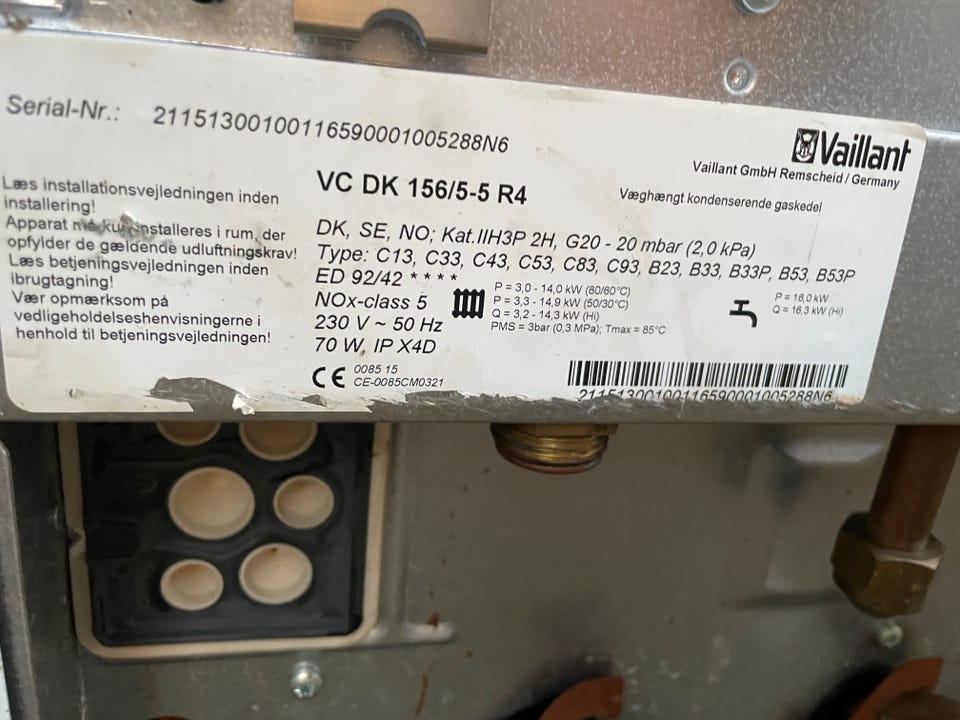 Serial-Nr.: 21151300100116590001005288N6
Vaillant
Vaillant GmbH Remscheid / Germany
VC DK 156/5-5 R4
Væghængt kondenserende gaskedel
Læs installationsvejledningen inden
installering!
Apparat må kun installeres i rum, der
opfylder de gældende udluftningskrav!
Læs betjeningsvejledningen inden
ibrugtagning!
Vær opmærksom på
vedligeholdelseshenvisningerne i
henhold til betjeningsvejledningen!
DK, SE, NO; Kat.IIH3P 2H, G20 - 20 mbar (2,0 kPa)
Type: C13, C33, C43, C53, C83, C93, B23, B33, B33P, B53, B53P
ED 92/42 * * * *
NOx-class 5
230 V ~ 50 Hz
70 W, IP X4D
P = 3,0 - 14,0 kW (80/60°C)
P = 3,3 - 14,9 kW (50/30°C)
Q = 3,2 - 14,3 kW (Hi)
PMS = 3bar (0,3 MPa); Tmax = 85°C
P = 16,0 kW
Q = 16,3 kW (Hi)
CE
0085 15
CE-0085CM0321
21151300100116590001005288N6